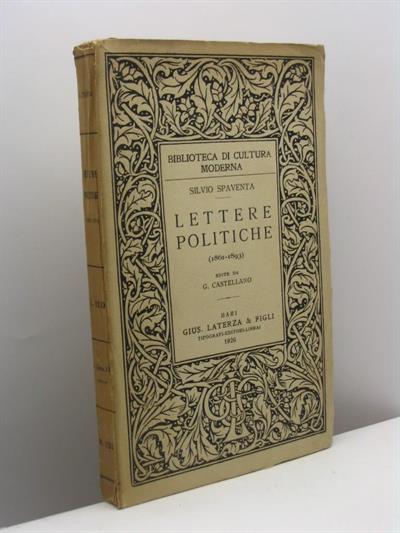 BIBLIOTECA DI CULTURA
MODERNA
SILVIO SPAVENTA
LETTERE
POLITICHE
(1861-1893)
EDITE DA
G. CASTELLANO
BARI
GIUS. LATERZA & FIGLI
TIPOGRAFI-EDITORI-LIBRAI
1926